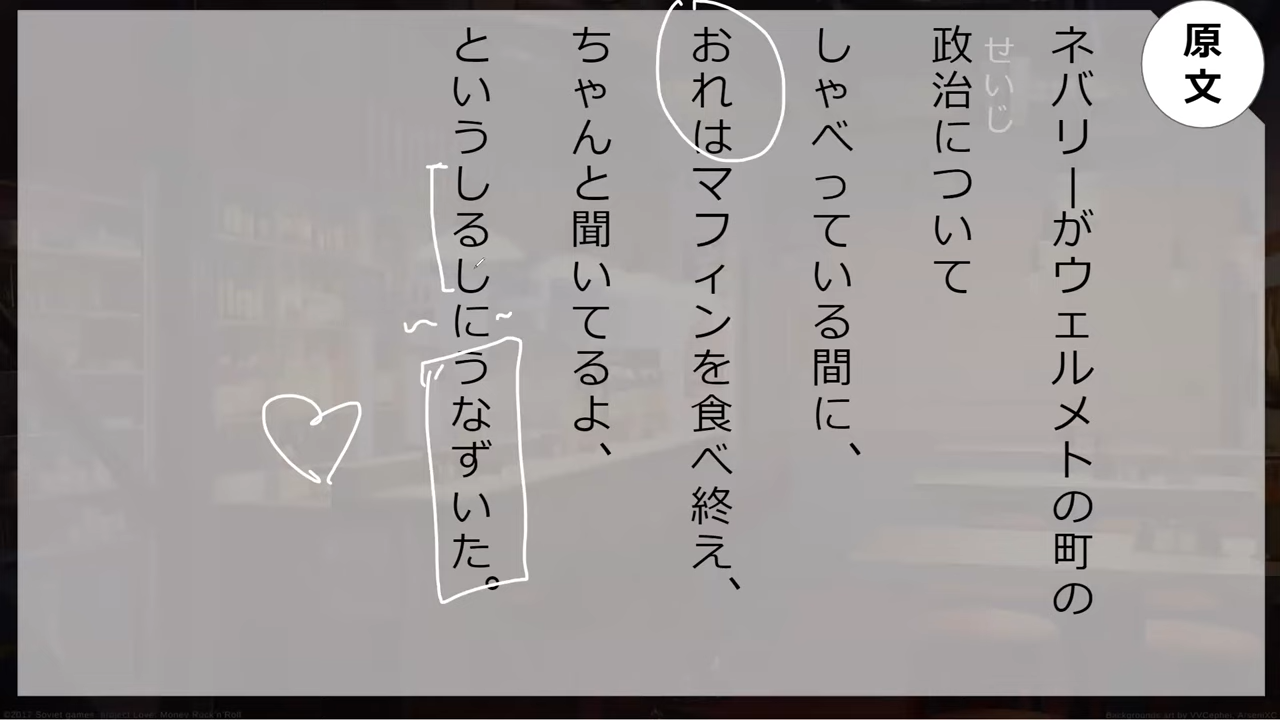 原文
ネバリーがウェルメトの町の
せいじ
政治について
しゃべっている間に、
おれはマフィンを食べ終え、
ちゃんと聞いてるよ、
というしるしにうなずいた。